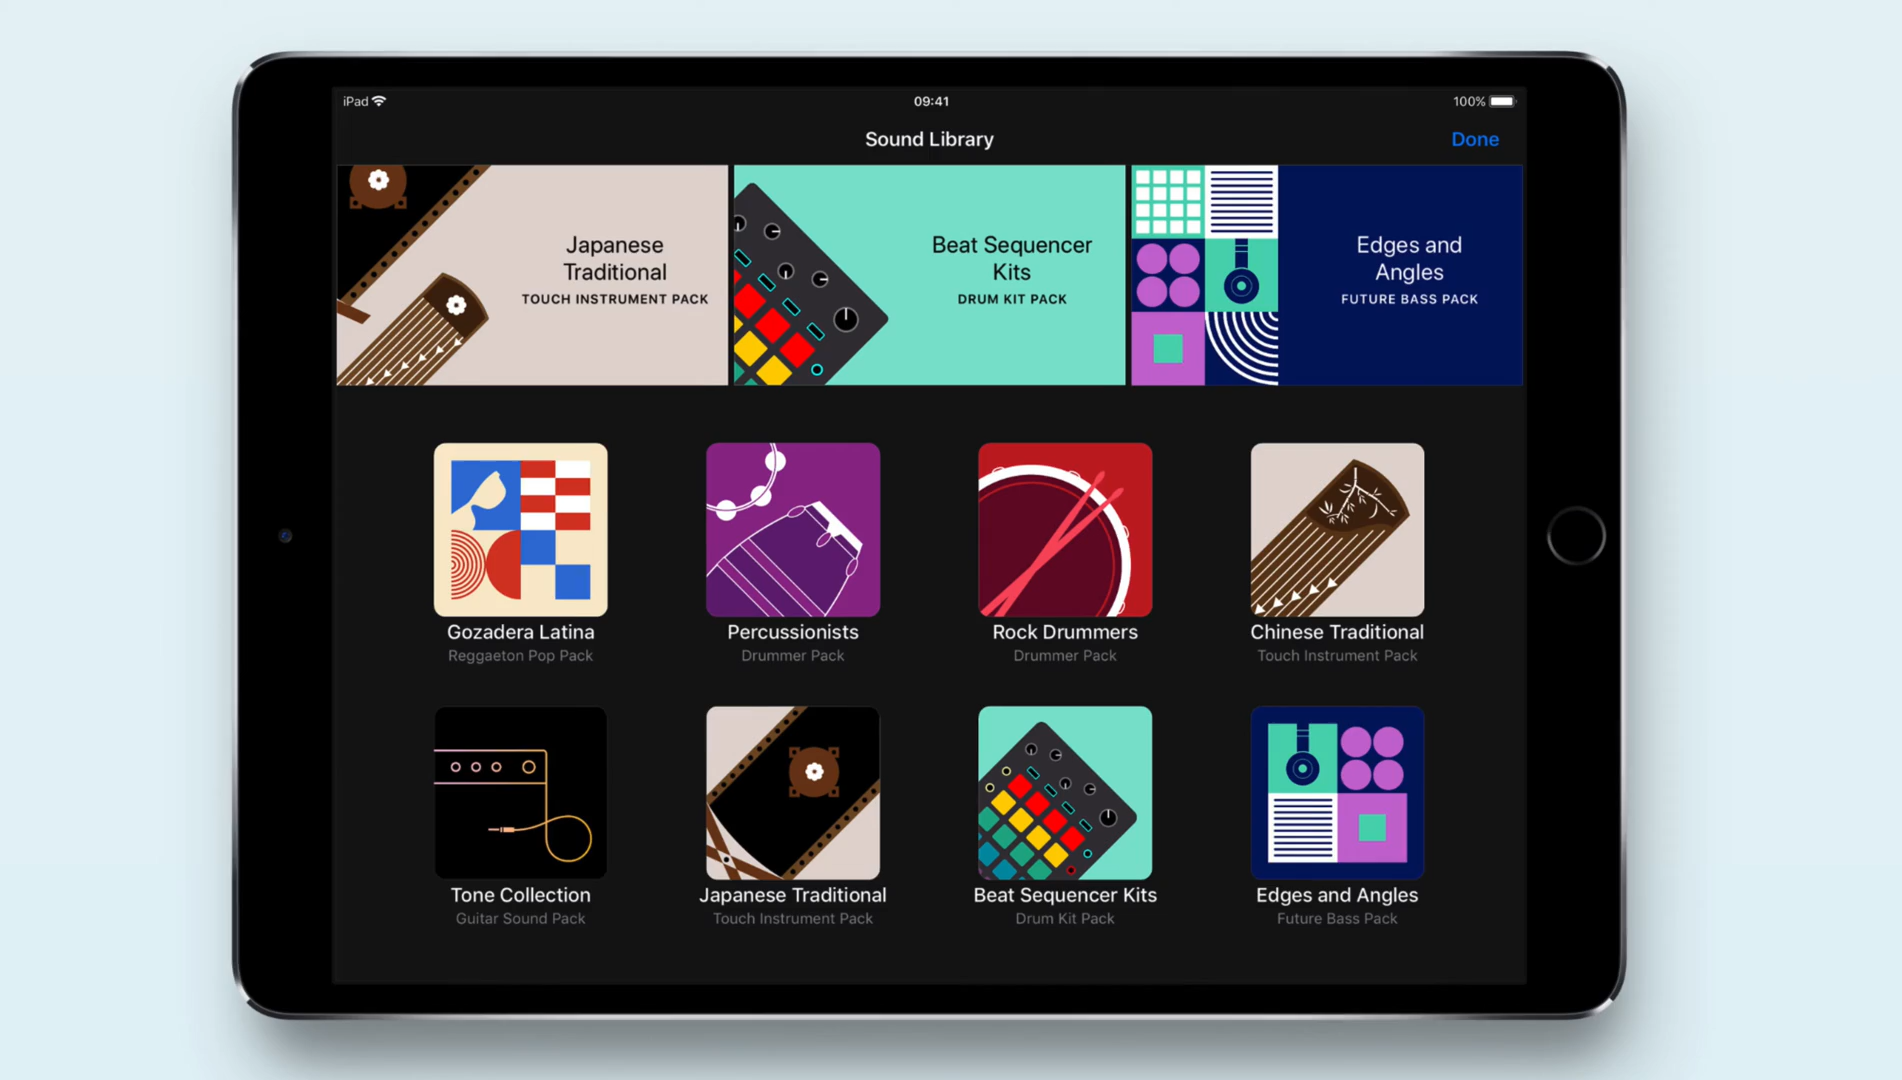 iPad
09:41
100%
Sound Library
Done
Japanese
Traditional
TOUCH INSTRUMENT PACK
Beat Sequencer
Kits
DRUM KIT PACK
Edges and
Angles
FUTURE BASS PACK
Gozadera Latina
Reggaeton Pop Pack
Percussionists
Drummer Pack
Rock Drummers
Drummer Pack
Chinese Traditional
Touch Instrument Pack
Tone Collection
Guitar Sound Pack
Japanese Traditional
Touch Instrument Pack
Beat Sequencer Kits
Drum Kit Pack
Edges and Angles
Future Bass Pack